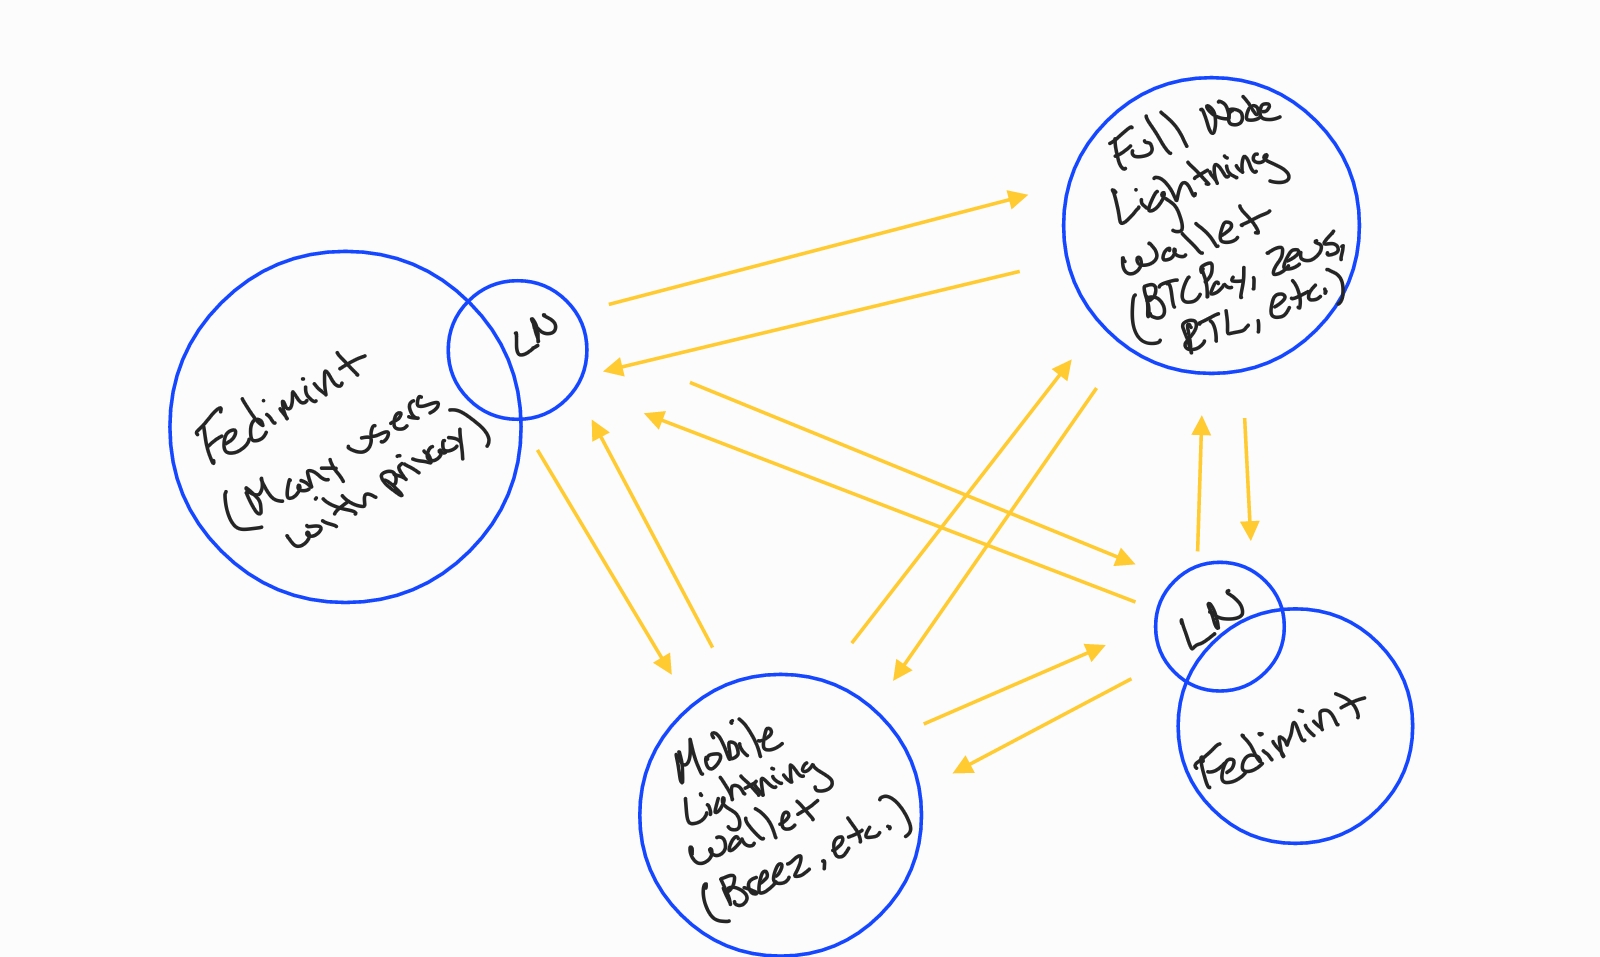 Full Node
Lightning
wallet
(BTCPay, Zeus,
RTL, etc.)
LN
Fedimint
(Many users
with privacy)
LN
Fedimint
Mobile
Lightning
wallet
(Breez, etc.)